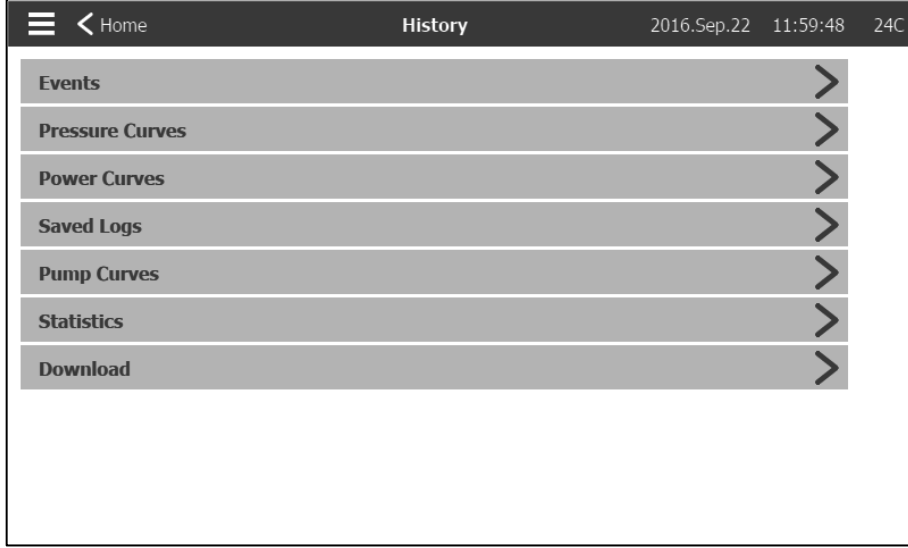 Home History 2016.Sep.22 11:59:48 24C
Events
Pressure Curves
Power Curves
Saved Logs
Pump Curves
Statistics
Download